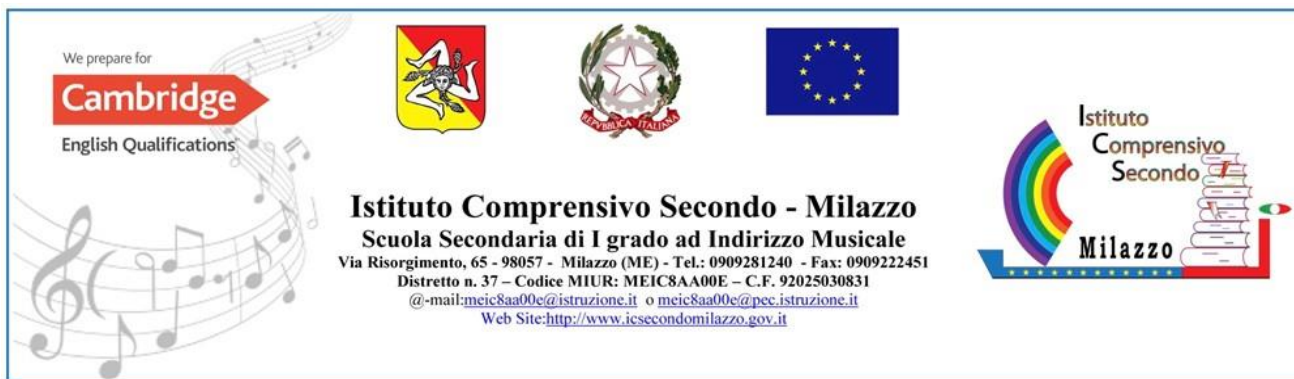 We prepare for
Cambridge
English Qualifications
REPVBBLICA ITALIANA
Istituto
Comprensivo
Secondo
Milazzo
Istituto Comprensivo Secondo - Milazzo
Scuola Secondaria di I grado ad Indirizzo Musicale
Via Risorgimento, 65 - 98057 - Milazzo (ME) - Tel.: 0909281240 - Fax: 0909222451
Distretto n. 37 – Codice MIUR: MEIC8AA00E – C.F. 92025030831
@-mail:meic8aa00e@istruzione.it o meic8aa00e@pec.istruzione.it
Web Site:http://www.icsecondomilazzo.gov.it